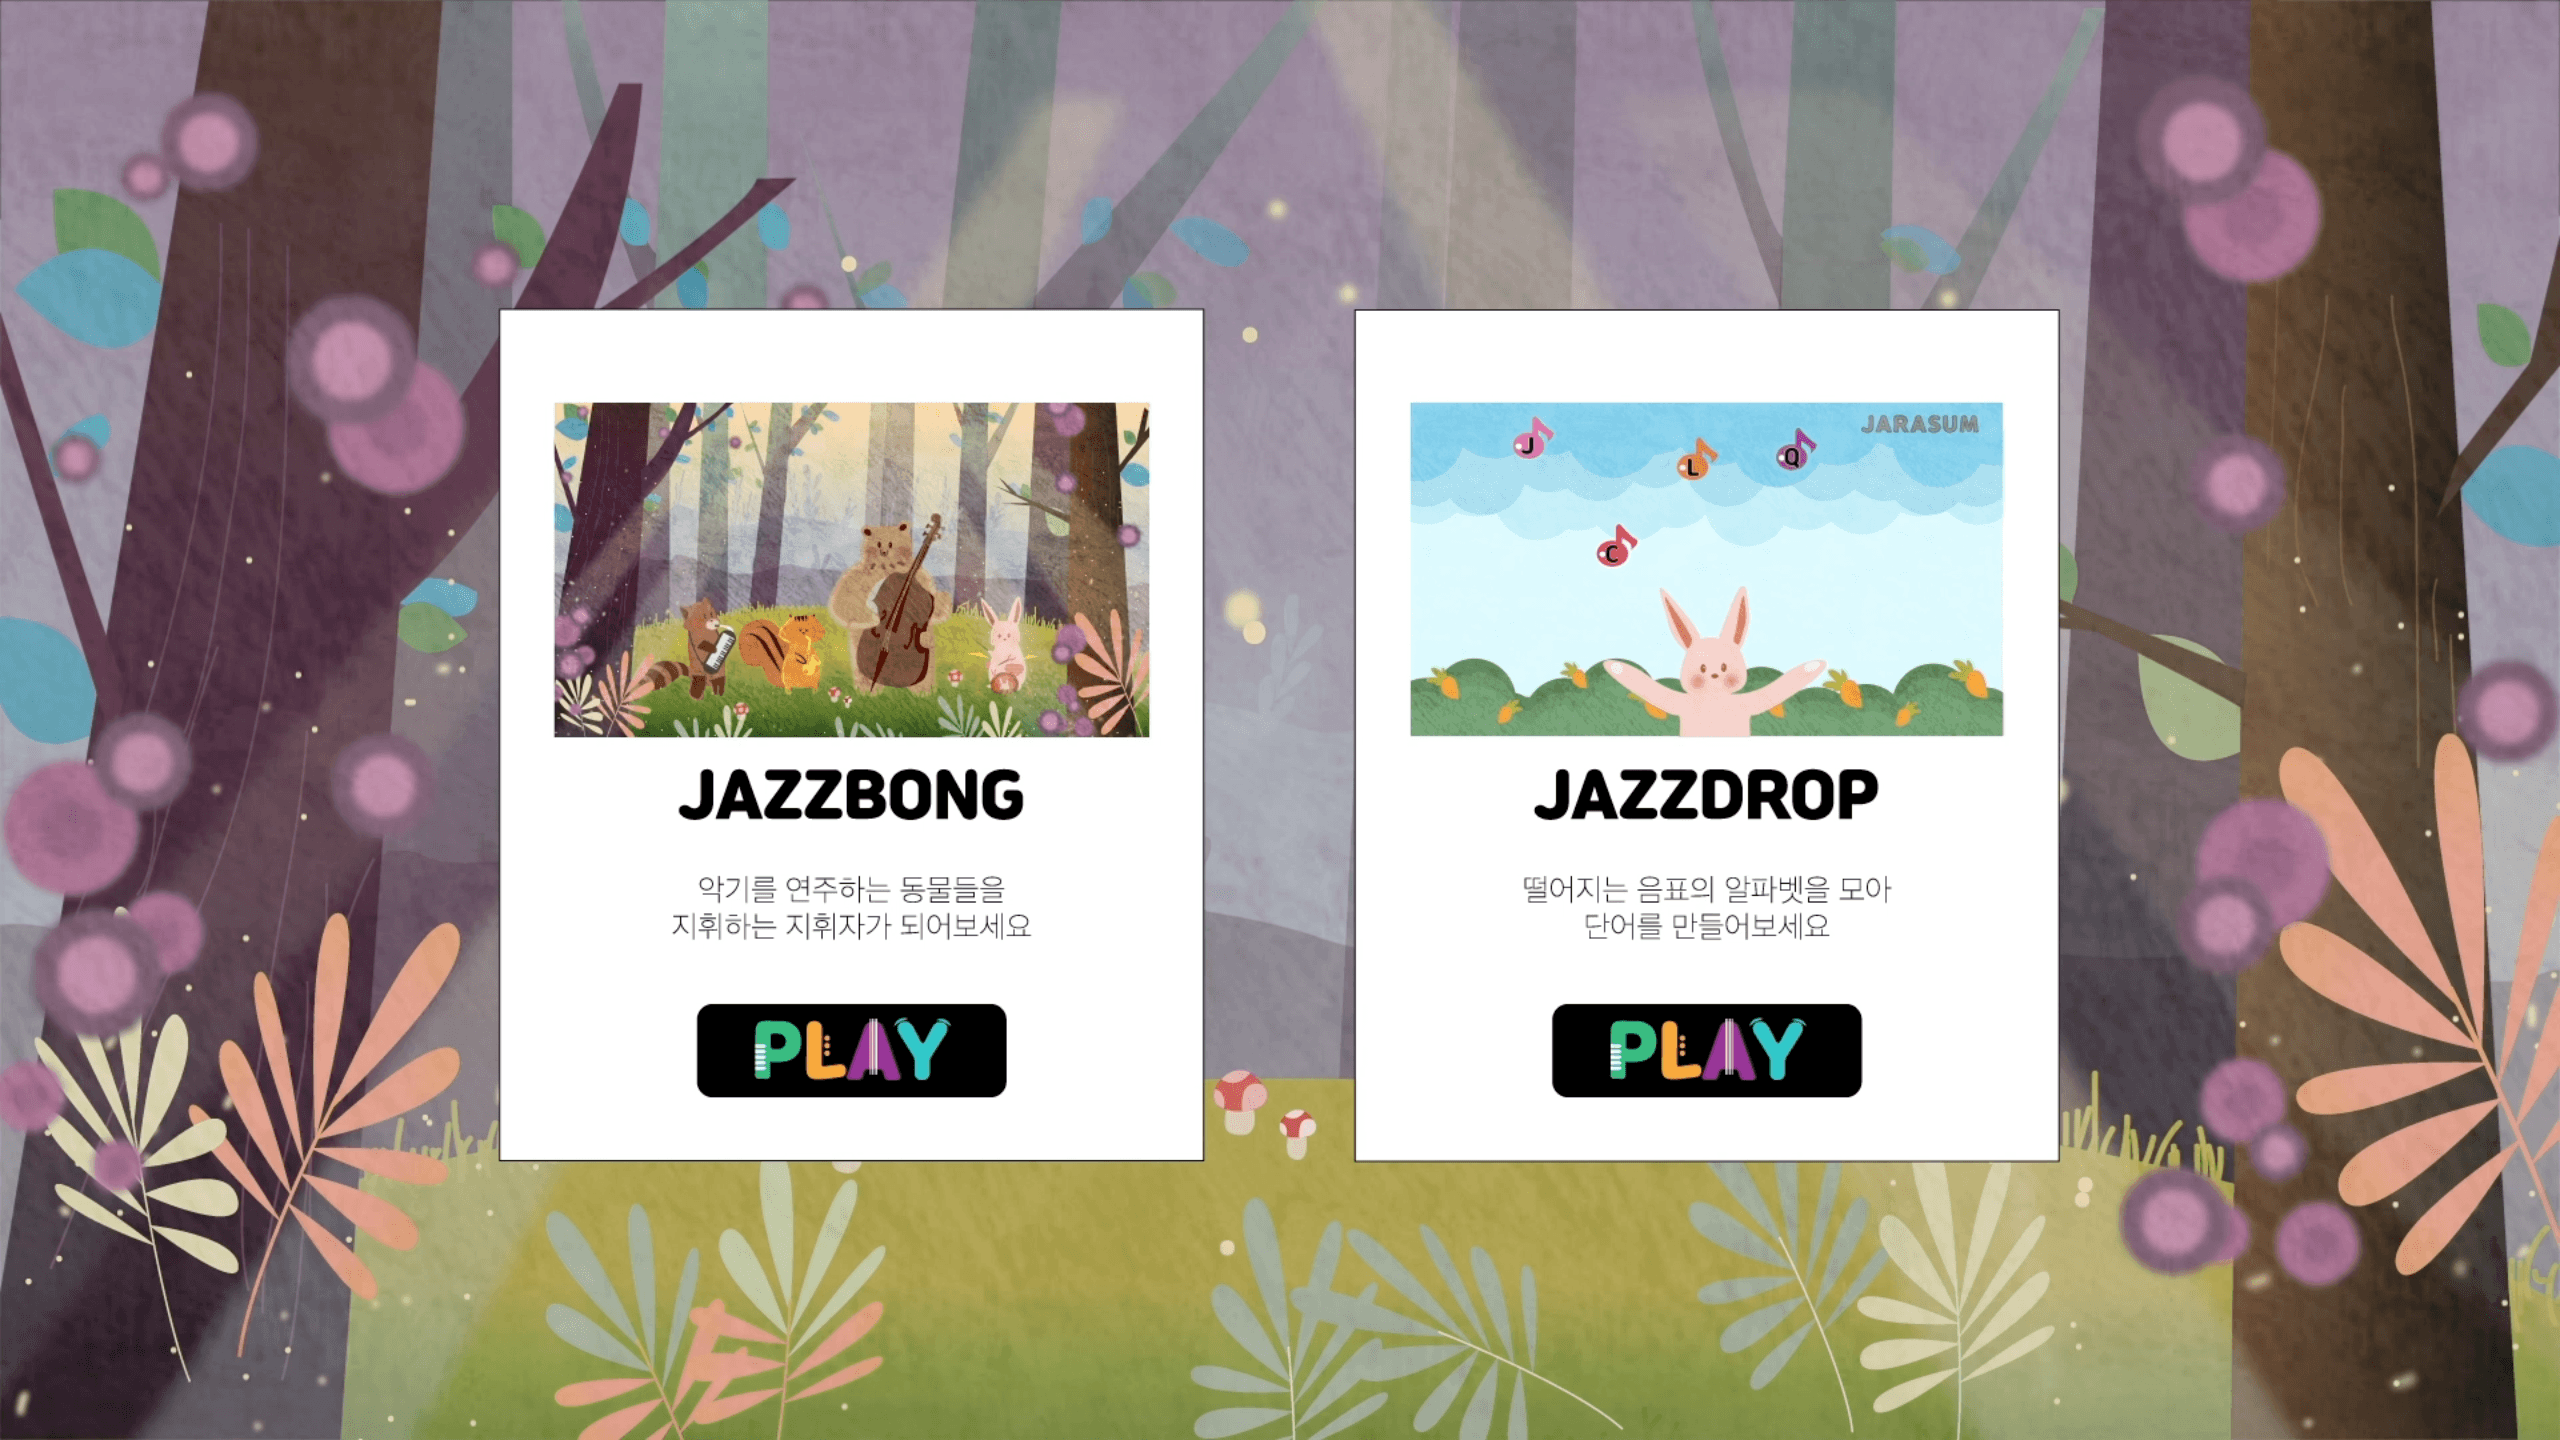 J
L
Q
JARASUM
C
JAZZBONG
악기를 연주하는 동물들을
지휘하는 지휘자가 되어보세요
PLAY
JAZZDROP
떨어지는 음표의 알파벳을 모아
단어를 만들어보세요
PLAY